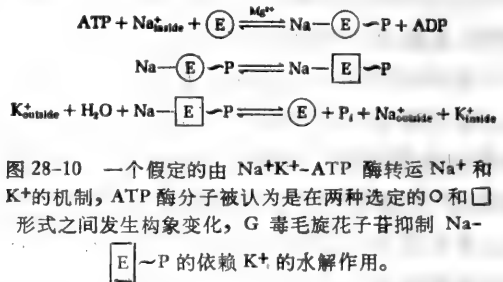 ATP + Na⁺inside + Ⓔ ⇌ Mg²⁺ Na—Ⓔ~P + ADP
Na—Ⓔ~P ⇌ Na—[E]~P
K⁺outside + H₂O + Na—[E]~P ⇌ Ⓔ + Pᵢ + Na⁺outside + K⁺inside
图 28-10 一个假定的由 Na⁺K⁺-ATP 酶转运 Na⁺ 和
K⁺的机制，ATP 酶分子被认为是在两种选定的○和□
形式之间发生构象变化，G 毒毛旋花子苷抑制 Na-
[E]~P 的依赖 K⁺ 的水解作用。